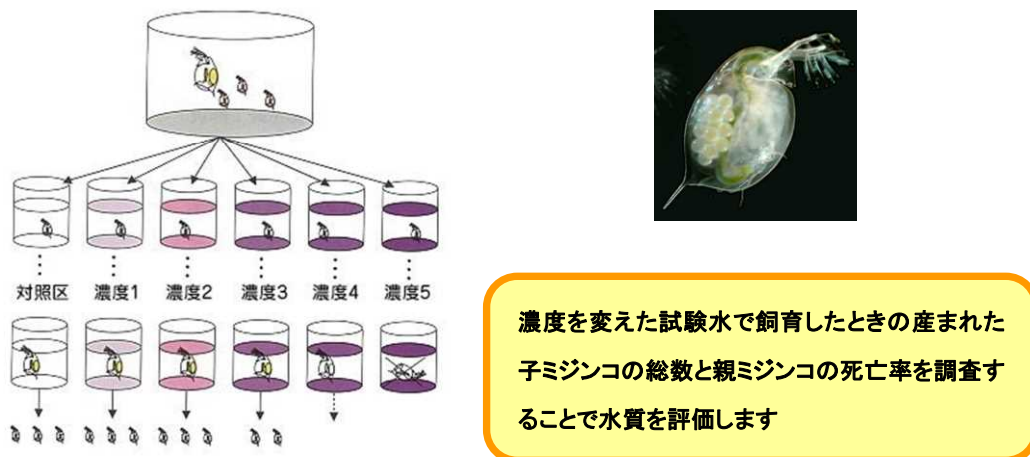 対照区 濃度1 濃度2 濃度3 濃度4 濃度5
濃度を変えた試験水で飼育したときの産まれた
子ミジンコの総数と親ミジンコの死亡率を調査す
ることで水質を評価します